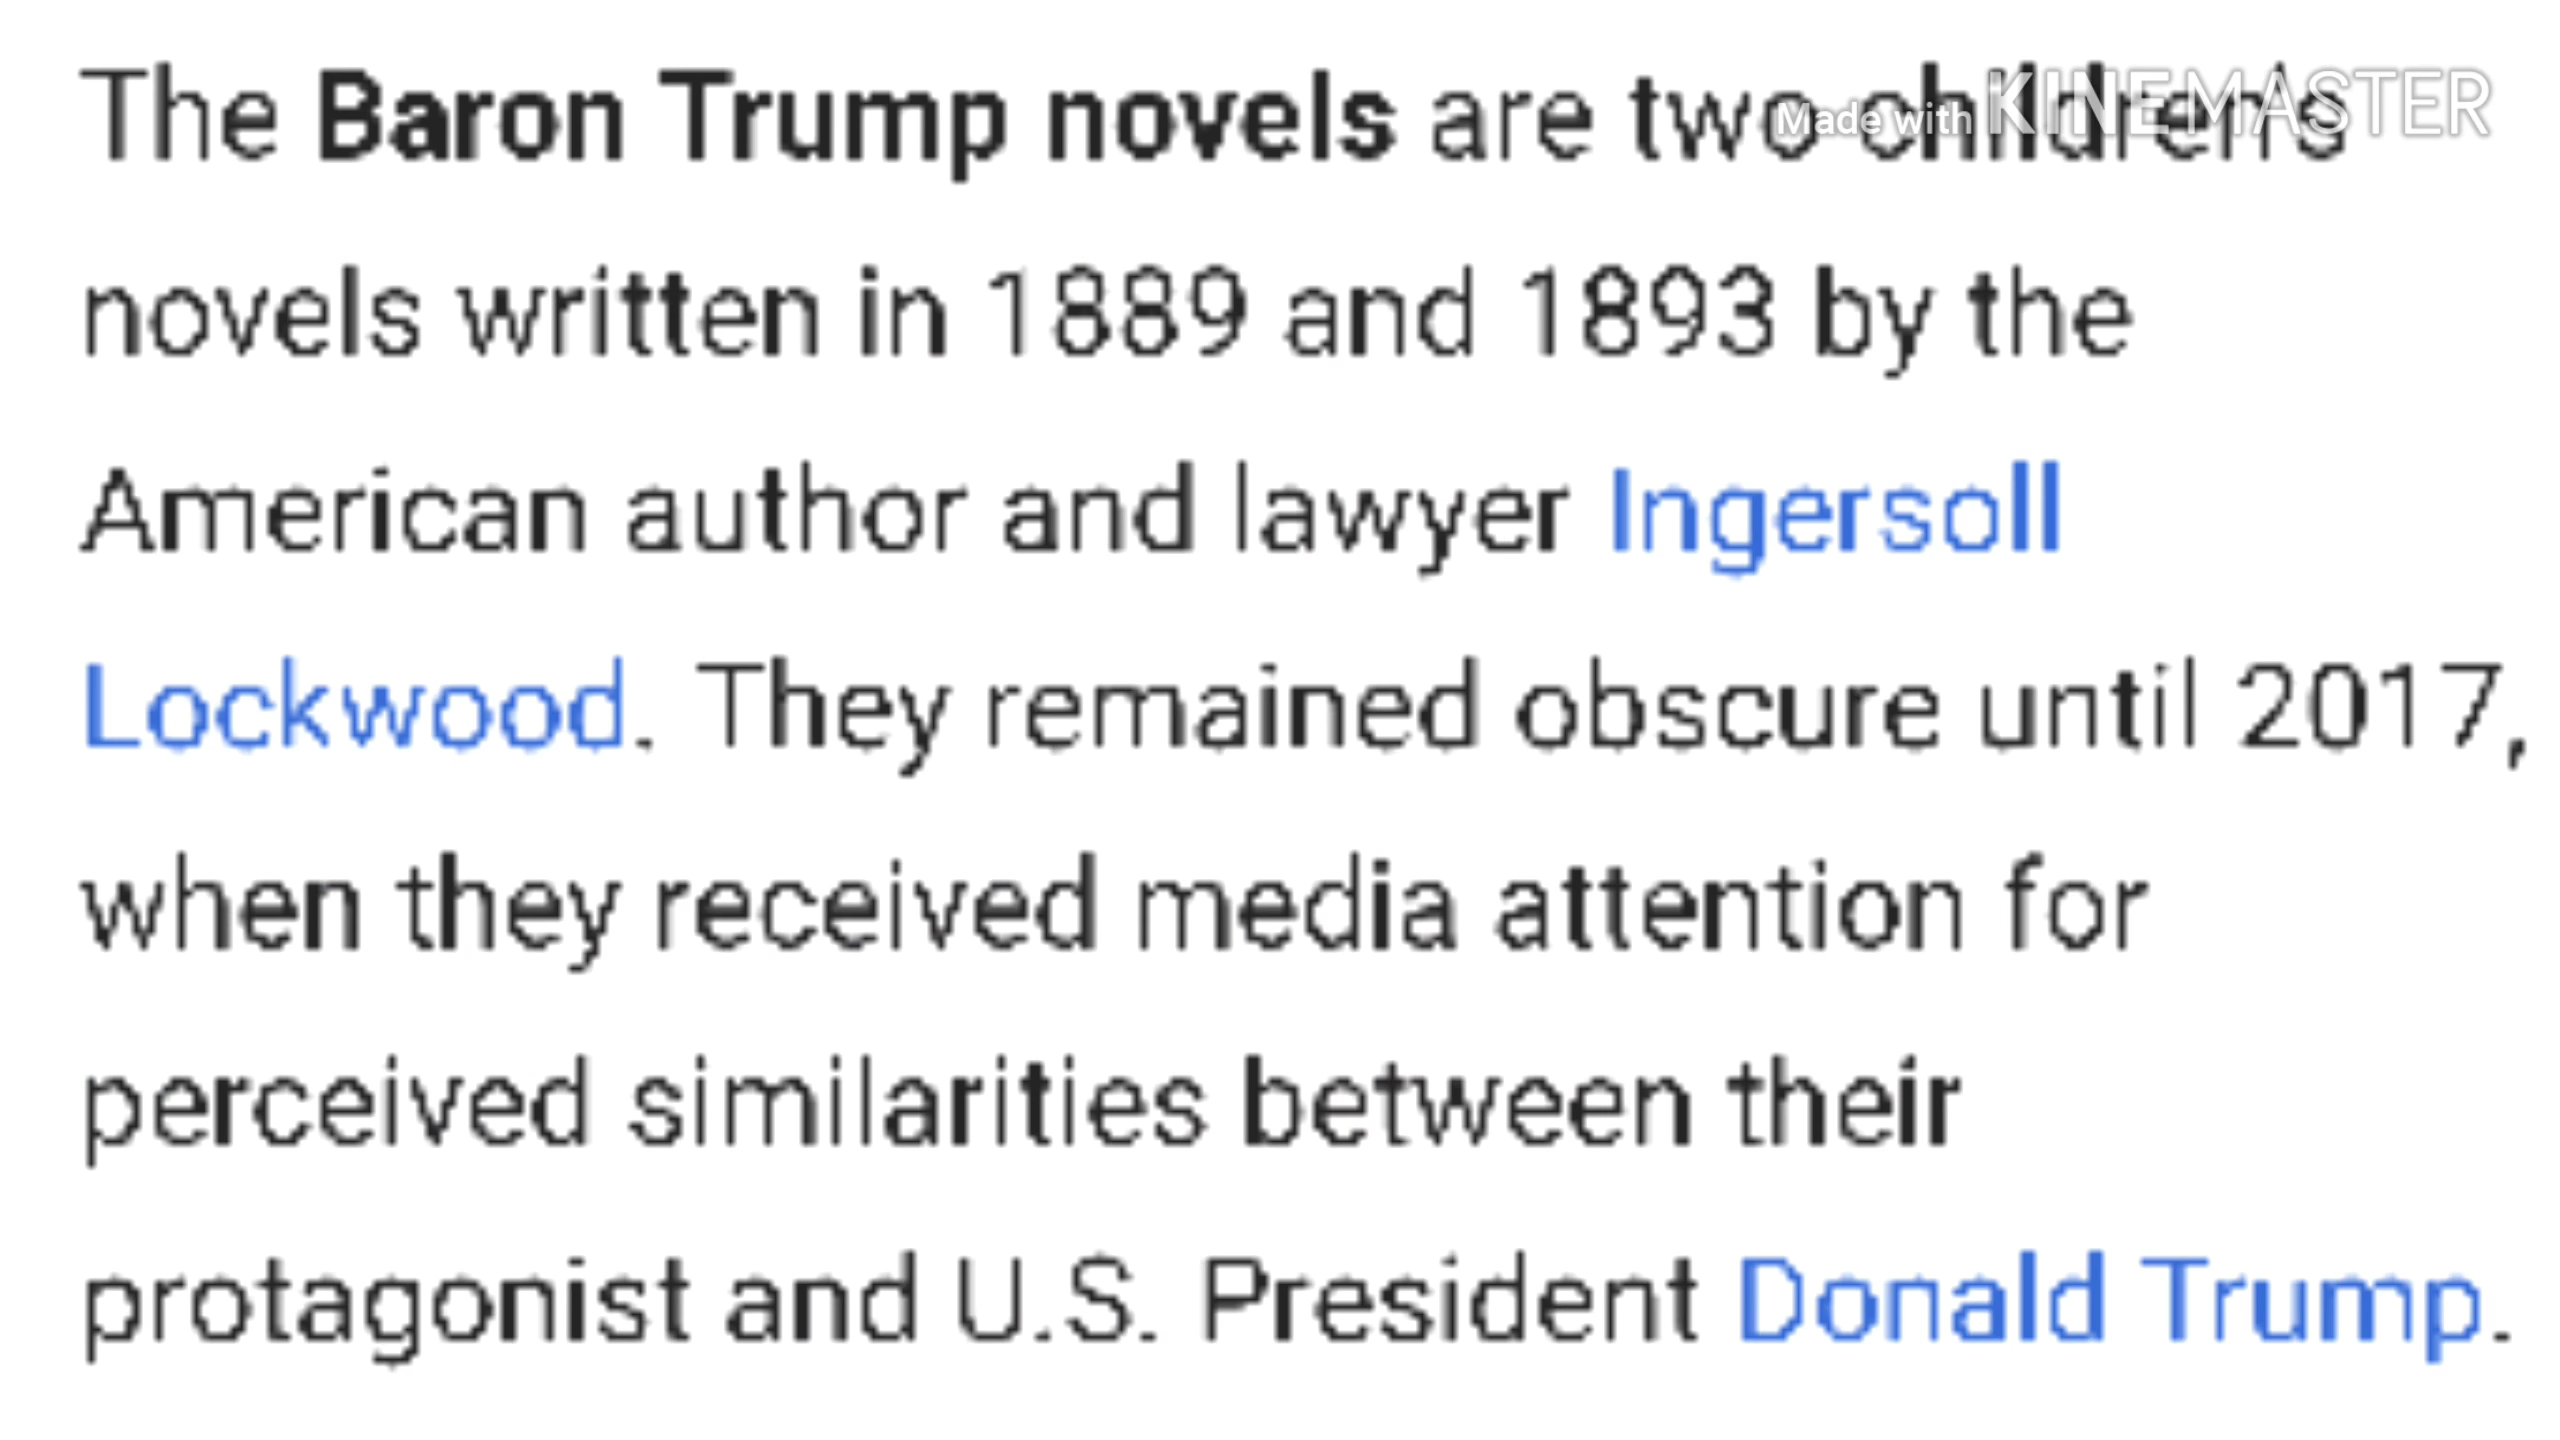 The Baron Trump novels are two children's
Made with KINEMASTER
novels written in 1889 and 1893 by the
American author and lawyer Ingersoll
Lockwood. They remained obscure until 2017,
when they received media attention for
perceived similarities between their
protagonist and U.S. President Donald Trump.